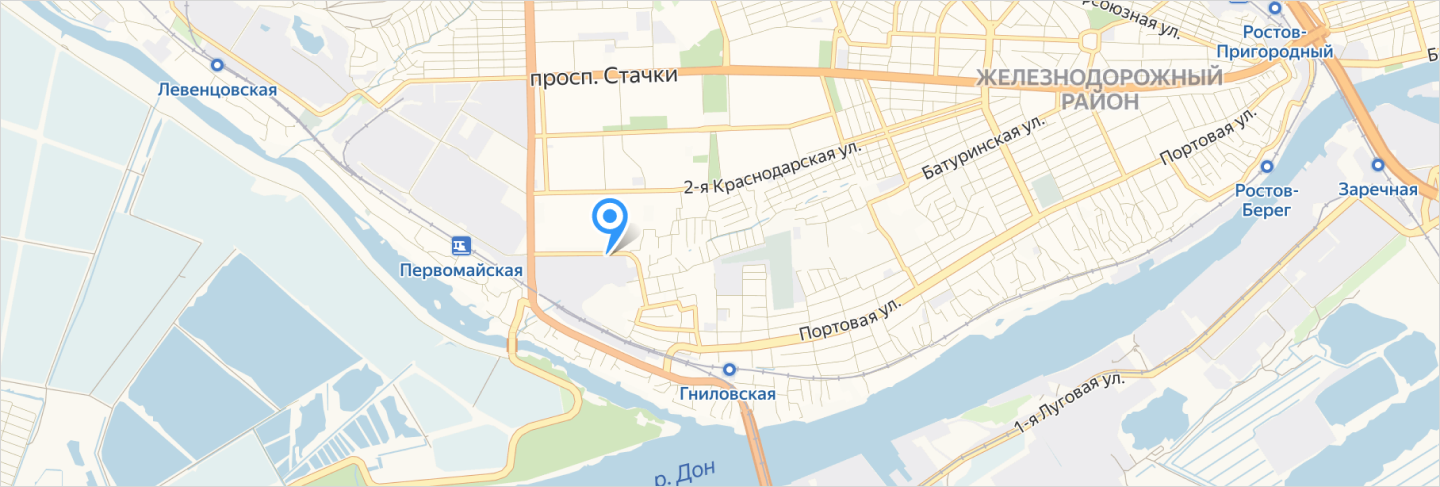 Левенцовская
просп. Стачки
союзная ул.
Ростов-
Пригородный
ЖЕЛЕЗНОДОРОЖНЫЙ
РАЙОН
2-я Краснодарская ул.
Батуринская ул.
Портовая ул.
Ростов-
Берег
Заречная
Первомайская
Портовая ул.
Гниловская
1-я Луговая ул.
р. Дон